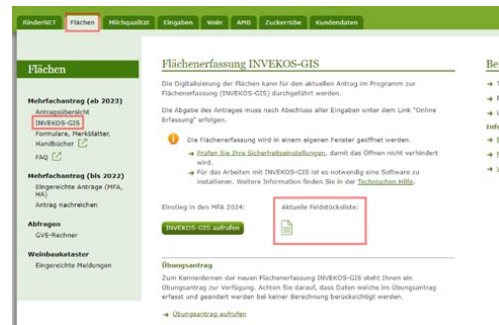 RinderNET Flächen Milchqualität Eingaben Wein AMB Zuckerrübe Kundendaten
Flächen
Mehrfachantrag (ab 2023)
Antragsübersicht
INVEKOS-GIS
Formulare, Merkblätter,
Handbücher
FAQ
Mehrfachantrag (bis 2022)
Eingereichte Anträge (MFA,
HA)
Antrag nachreichen
Abfragen
GVE-Rechner
Weinbaukataster
Eingereichte Meldungen
Flächenerfassung INVEKOS-GIS
Die Digitalisierung der Flächen kann für den aktuellen Antrag im Programm zur
Flächenerfassung (INVEKOS-GIS) durchgeführt werden.
Die Abgabe des Antrages muss nach Abschluss aller Eingaben unter dem Link "Online
Erfassung" erfolgen.
Die Flächenerfassung wird in einem eigenen Fenster geöffnet werden.
Prüfen Sie Ihre Sicherheitseinstellungen, damit das Öffnen nicht verhindert
wird.
Für das Arbeiten mit INVEKOS-GIS ist es notwendig eine Software zu
installieren. Weitere Information finden Sie in der Technischen Hilfe.
Einstieg in den MFA 2024:
Aktuelle Feldstücksliste:
INVEKOS-GIS aufrufen
Übungsantrag
Zum Kennenlernen der neuen Flächenerfassung INVEKOS-GIS steht Ihnen ein
Übungsantrag zur Verfügung. Achten Sie darauf, dass Daten welche im Übungsantrag
erfasst und geändert werden bei keiner Berechnung berücksichtigt werden.
Übungsantrag aufrufen
Be
Info